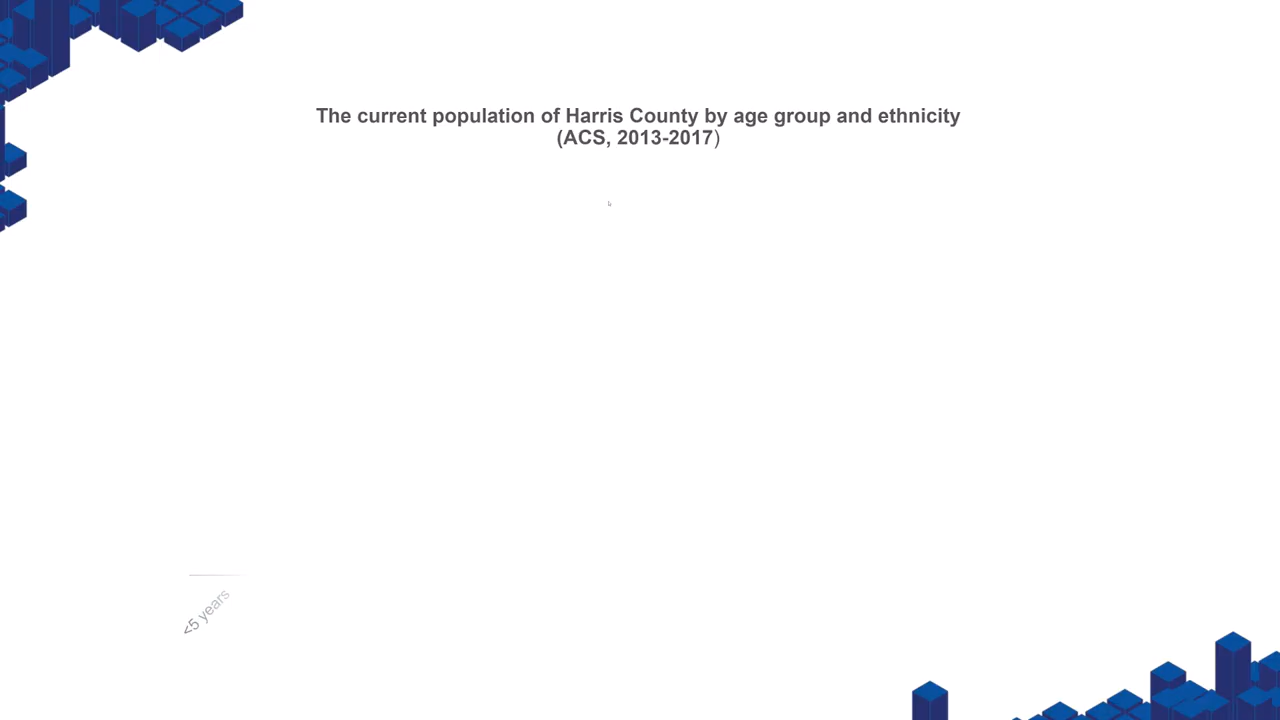 The current population of Harris County by age group and ethnicity
(ACS, 2013-2017)
<5 years